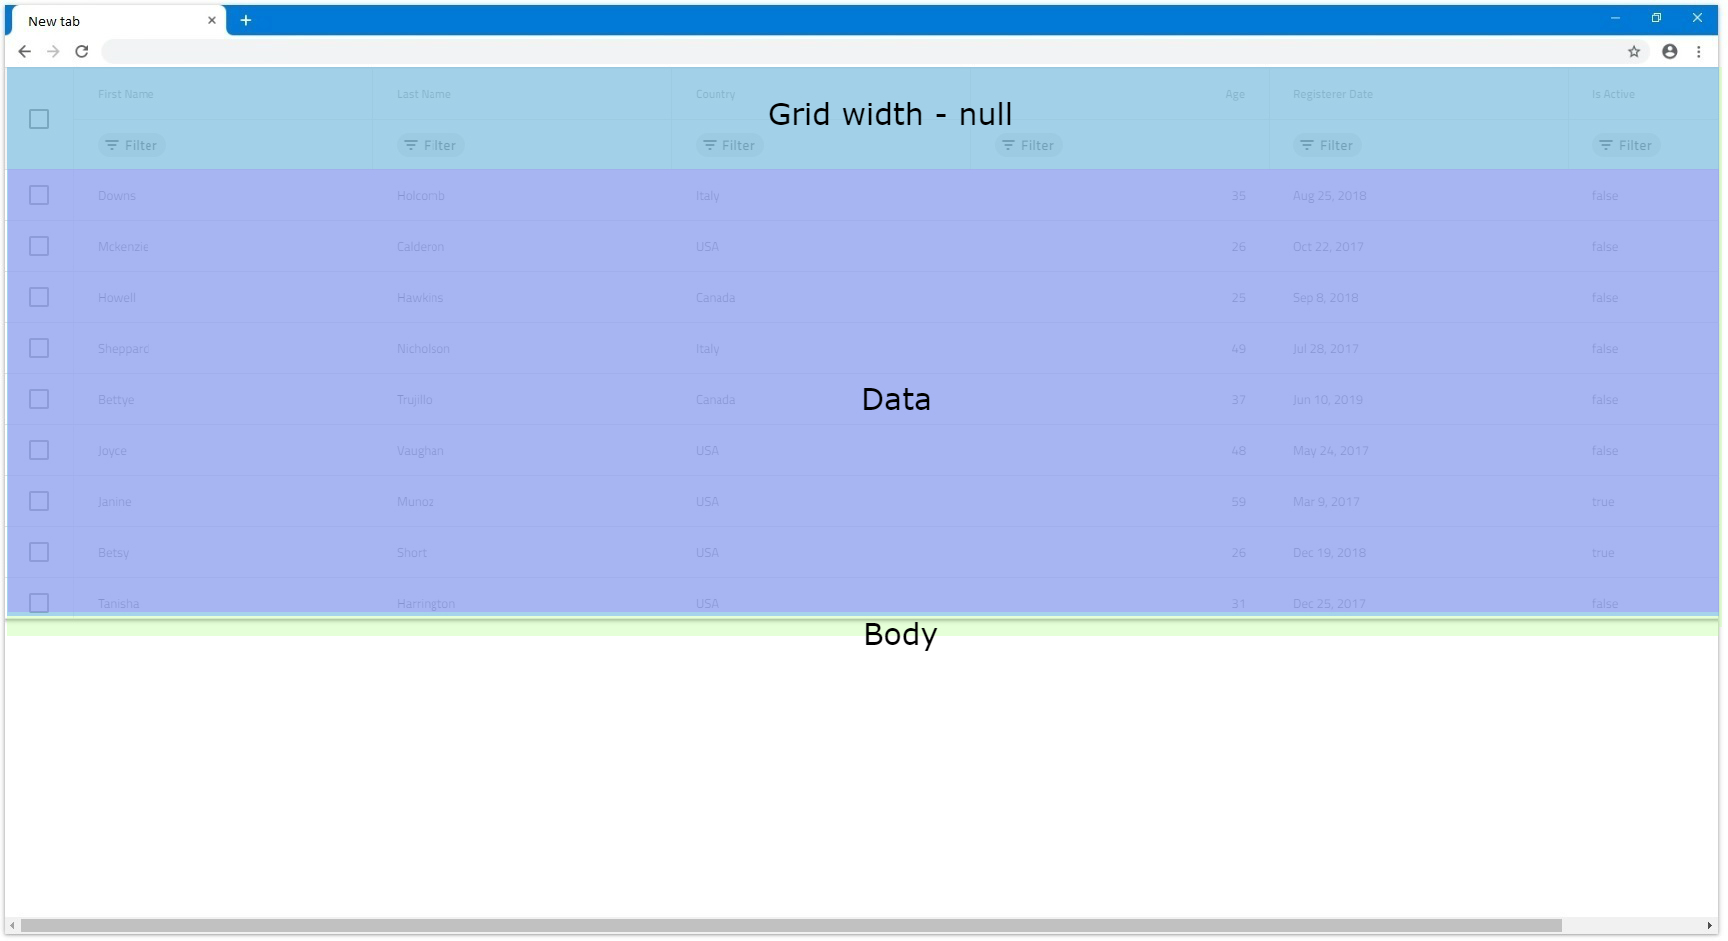 New tab
First Name Last Name Country Age Registerer Date Is Active
Grid width - null
Filter Filter Filter Filter Filter Filter
Downs Holcomb Italy 35 Aug 25, 2018 false
Mckenzie Calderon USA 26 Oct 22, 2017 false
Howell Hawkins Canada 25 Sep 8, 2018 false
Sheppard Nicholson Italy 49 Jul 28, 2017 false
Bettye Trujillo Canada 37 Jun 10, 2019 false
Data
Joyce Vaughan USA 48 May 24, 2017 false
Janine Munoz USA 59 Mar 9, 2017 true
Betsy Short USA 26 Dec 19, 2018 true
Tanisha Harrington USA 31 Dec 25, 2017 false
Body